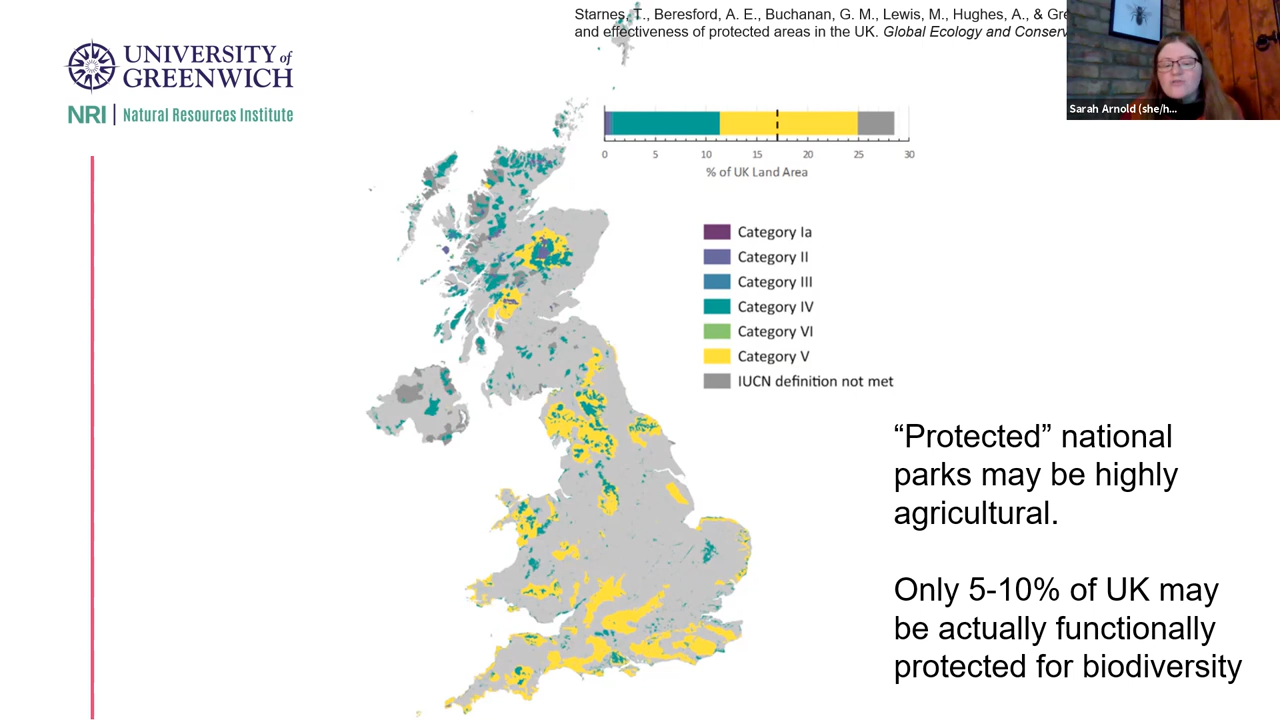 Starnes, T., Beresford, A. E., Buchanan, G. M., Lewis, M., Hughes, A., & Gre
and effectiveness of protected areas in the UK. Global Ecology and Conserv
Sarah Arnold (she/h...
UNIVERSITY of
GREENWICH
NRI | Natural Resources Institute
0 5 10 15 20 25 30
% of UK Land Area
Category Ia
Category II
Category III
Category IV
Category VI
Category V
IUCN definition not met
“Protected” national
parks may be highly
agricultural.
Only 5-10% of UK may
be actually functionally
protected for biodiversity